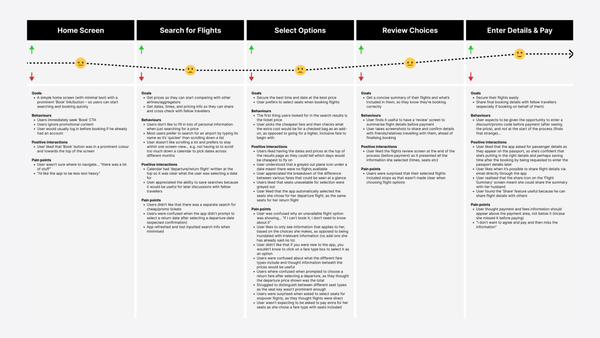 Home Screen
Search for Flights
Select Options
Review Choices
Enter Details & Pay
Goals
A simple home screen (with minimal text) with a
prominent 'Book' Attribution - so users can start
searching and booking quickly
Behaviours
Users immediately seek 'Book' CTA
Users ignore promotional content
User would usually log in before booking if he already
had an account
Positive interactions
User liked that 'Book' button was in a prominent colour
and towards the top of the screen
Pain points
User wasn't sure where to navigate...
"I'd like the app to be less text heavy"
Goals
Get prices so they can start comparing with other
airlines/aggregators
Get dates, times, and pricing info so they can share
and cross check with fellow travellers
Behaviours
Users don't like to fill in lots of personal information
when just searching for a price
Most users prefer to search for an airport by typing its
name as it's 'quicker' than scrolling down a list
User doesn't like scrolling a lot and prefers to stay
within one screen view... e.g. not having to to scroll
too much down a calendar to pick dates across
different months
Positive interactions
Calendar had 'departure/return flight' written at the
top so it was clear what the user was selecting a date
for
User appreciated the ability to save searches because
it would be useful for later discussions with fellow
travellers
Pain points
User didn't like that there was a separate search for
cheap/promo tickets
Users were confused when the app didn't prompt to
select a return date after selecting a departure date
(expected confirmation)
App refreshed and lost inputted search info when
minimised
Goals
Secure the best time and date at the best price
User prefers to select seats when booking flights
Behaviours
The first thing users looked for in the search results is
the ticket price
User picks the cheapest fare and then checks what
the extra cost would be for a checked bag as an add
on, as opposed to going for a higher, inclusive fare to
begin with
Positive interactions
Users liked having the dates and prices at the top of
the results page as they could tell which days would
be cheapest to fly on
User understood that a greyed out plane icon under a
date meant there were no flights available
User appreciated the breakdown of the difference
between various fares that could be seen at a glance
Users liked that seats unavailable for selection were
greyed out
User liked that the app automatically selected the
seats she chose for her departure flight, as the same
seats for her return flight
Pain points
User was confused why an unavailable flight option
was showing... "If I can't book it, I don't need to know
about it"
User likes to only see information that applies to her,
based on the choices she makes, as opposed to being
inundated with irrelevant information (no add ons she
has already said no to)
User didn't like that if you were new to the app, you
wouldn't know to click on a fare type box to select it as
an option
Users were confused about what the different fare
types include and thought information beneath the
prices would be useful
Users where confused when prompted to choose a
return fare after selecting a departure, as they thought
the departure price shown was the total
Struggled to distinguish between different seat types
as the seat key wasn't prominent enough
Users were surprised when asked to select seats for
stopover flights, as they thought flights were direct
User wasn't expecting to be asked to pay extra for seats
as she chose a fare type with seats included
Goals
Get a concise summary of their flights and what's
included in them, so they know they're booking
correctly
Behaviours
User finds it useful to have a 'review' screen to
summarise flight details before payment
User takes screenshots to share and confirm details
with friends/relatives traveling with them, ahead of
finalising booking
Positive interactions
User likes the flights review screen at the end of the
process (before payment) as it presented all the
information she selected (times, seats etc)
Pain points
Users was surprised that their selected flights
included stops as that wasn't made clear when
choosing flight options
Goals
Secure their flights easily
Share final booking details with fellow travellers
(especially if booking on behalf of them)
Behaviours
User expects to be given the opportunity to enter a
discount/promo code before payment (after seeing
the price), and not at the start of the process (finds
that strange)...
Positive interactions
User likes that the app asked for passenger details as
they appear on the passport, so she's confident that
she's putting in the right details and perhaps saving
time after the booking by being requested to enter the
passport details later
User likes when it's possible to share flights details via
email directly through the app
User realised that the share icon on the 'Flight
Summary' screen meant she could share the summary
with her husband
User found the 'Share' feature useful because he can
share flight details with others
Pain points
User thought payment and fees information should
appear above the payment area, not below it (incase
she missed it before paying)
"I don't want to agree and pay and then miss the
information"